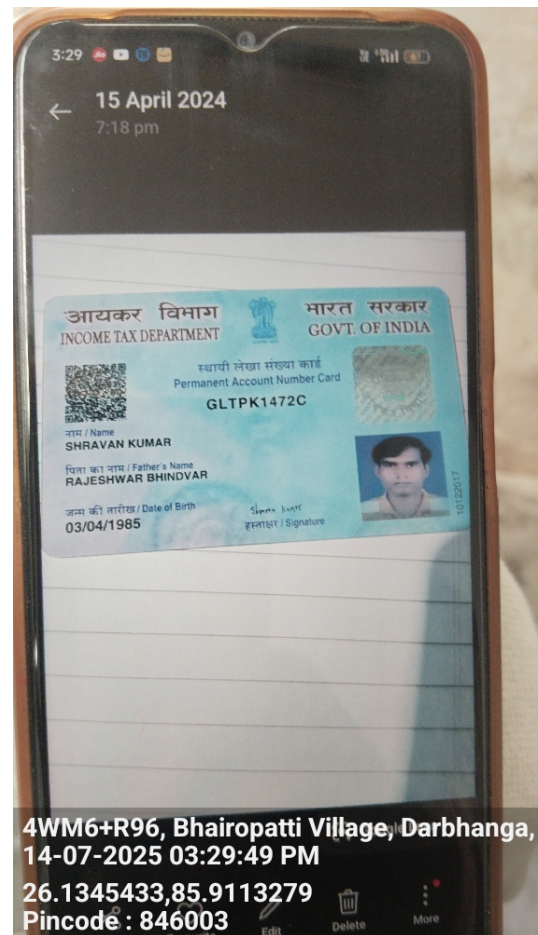 3:29
15 April 2024
7:18 pm
आयकर विभाग
INCOME TAX DEPARTMENT
भारत सरकार
GOVT. OF INDIA
स्थायी लेखा संख्या कार्ड
Permanent Account Number Card
GLTPK1472C
नाम / Name
SHRAVAN KUMAR
पिता का नाम / Father's Name
RAJESHWAR BHINDVAR
जन्म की तारीख / Date of Birth
03/04/1985
हस्ताक्षर / Signature
10122017
4WM6+R96, Bhairopatti Village, Darbhanga,
14-07-2025 03:29:49 PM
26.1345433,85.9113279
Pincode : 846003
Edit
Delete
More